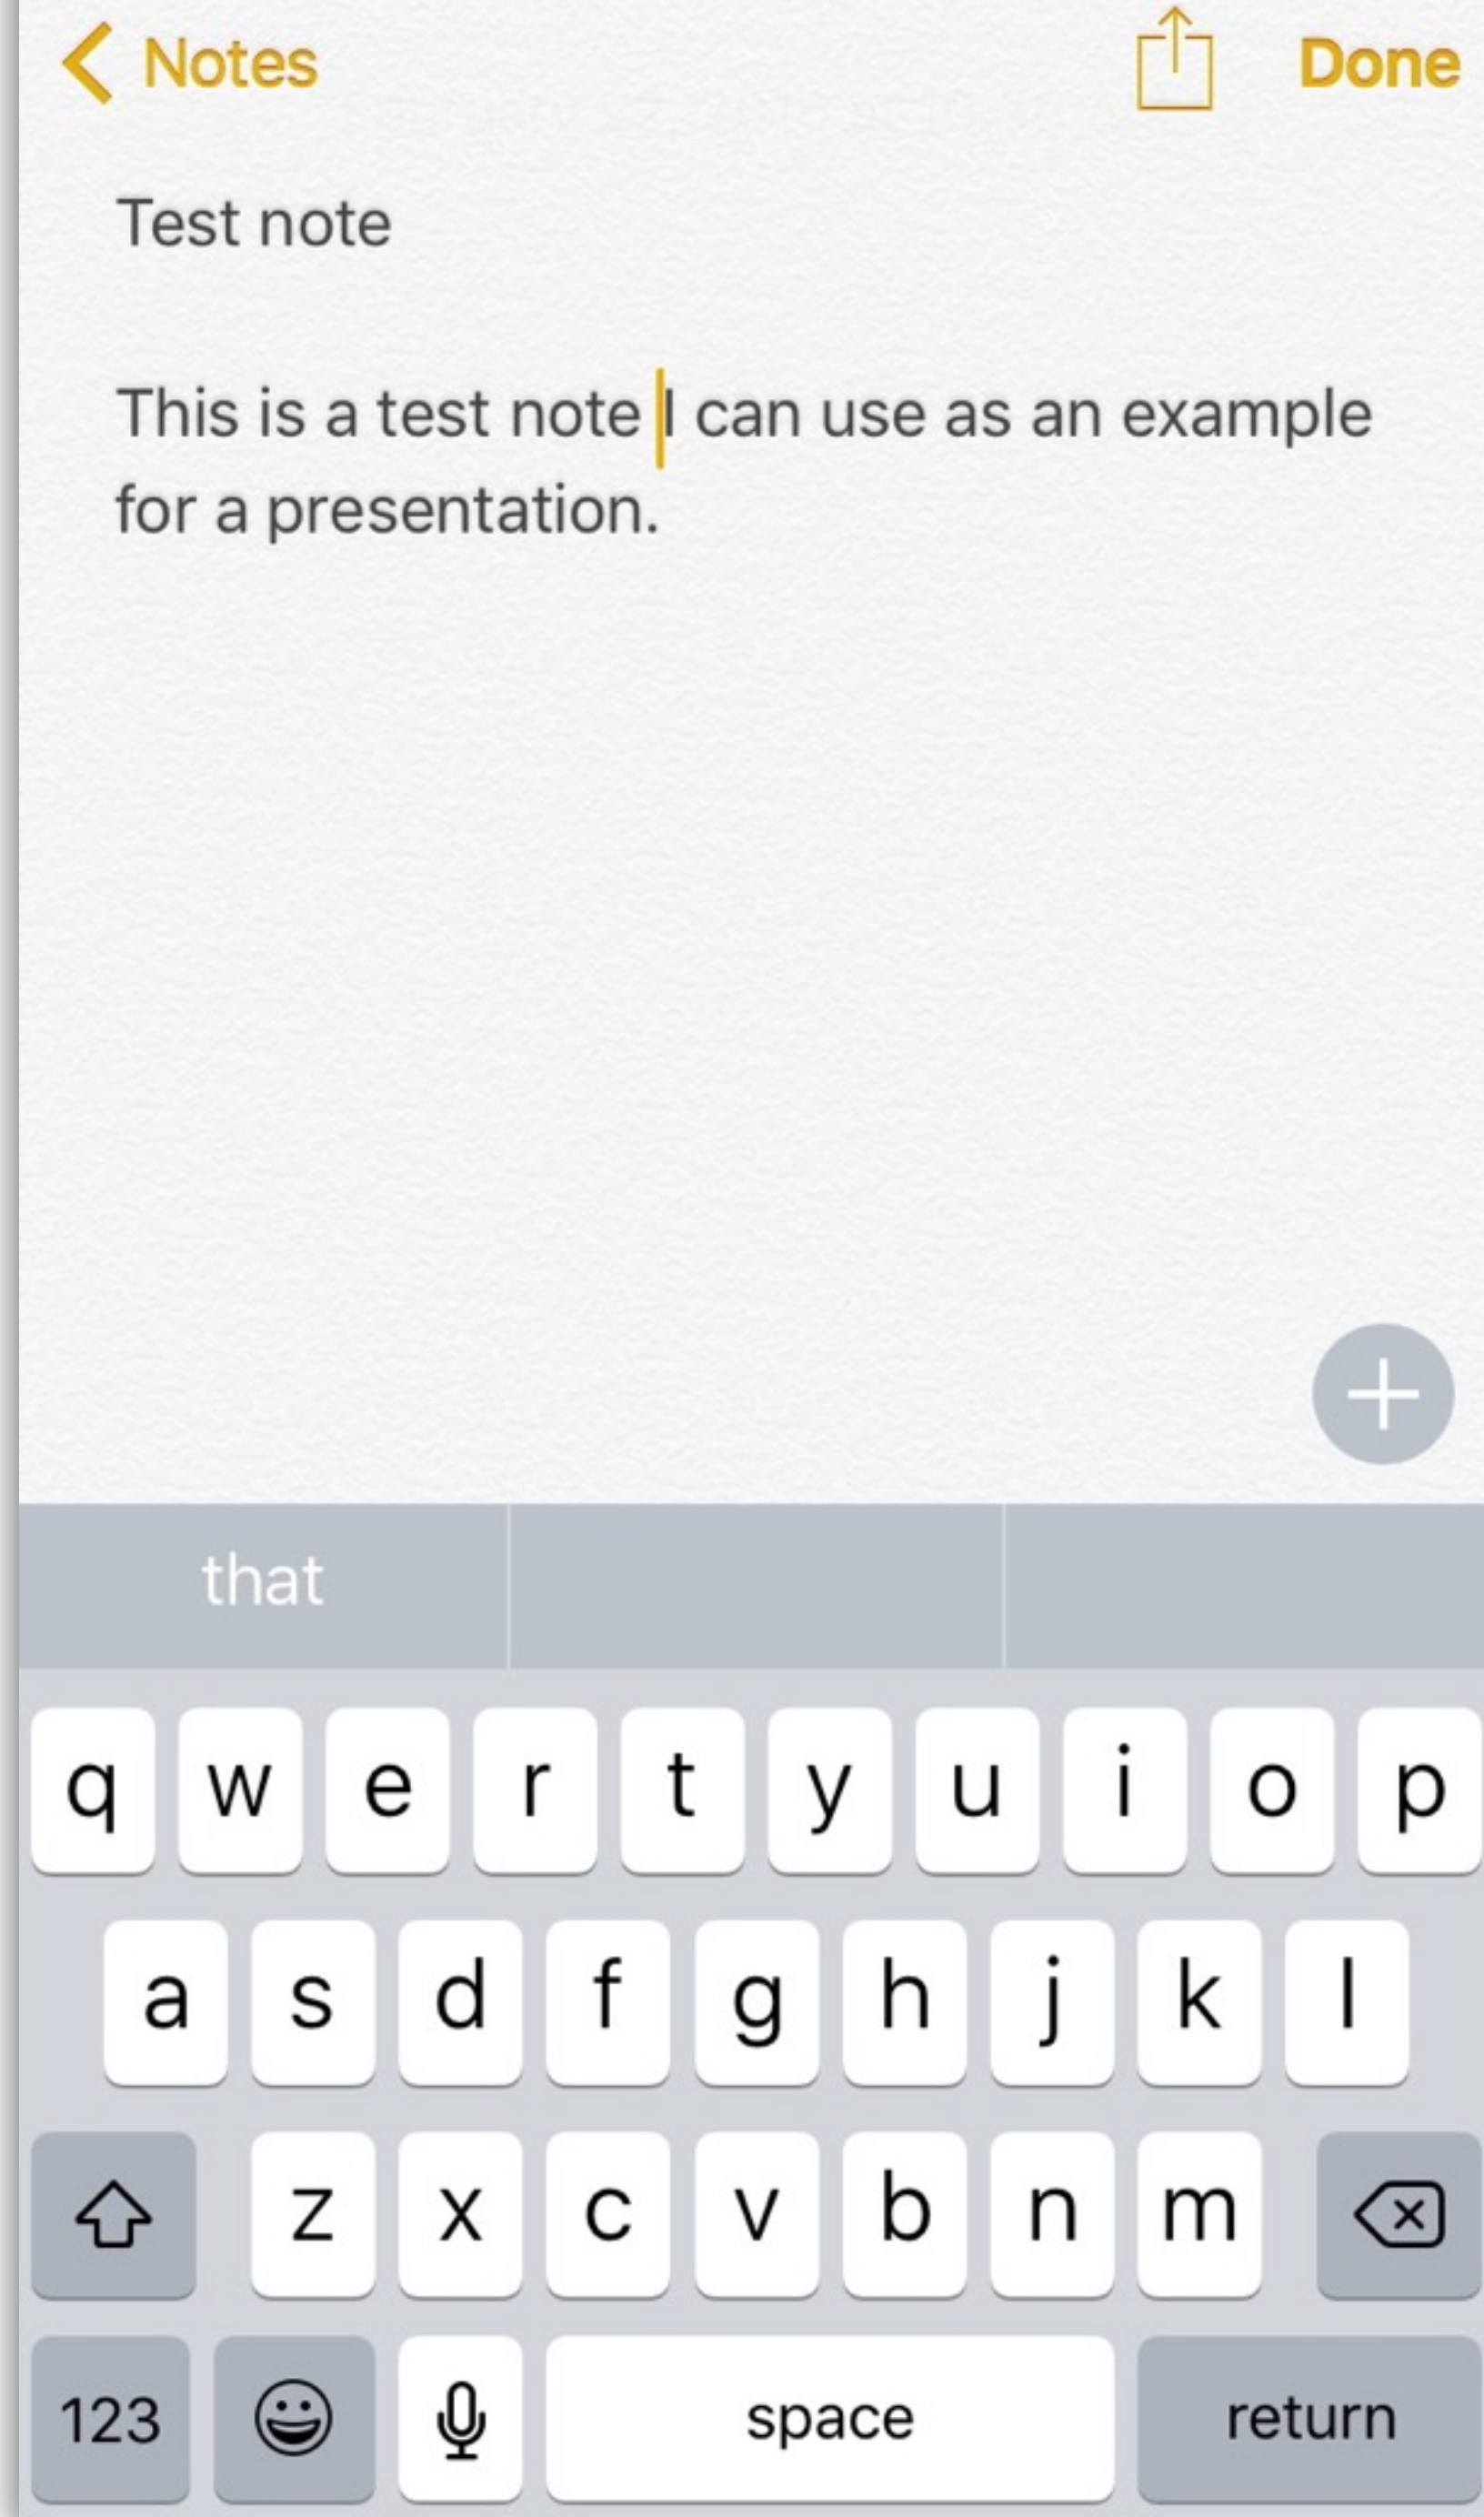 Notes
Done
Test note
This is a test note I can use as an example
for a presentation.
that
q w e r t y u i o p
a s d f g h j k l
z x c v b n m
123 space return